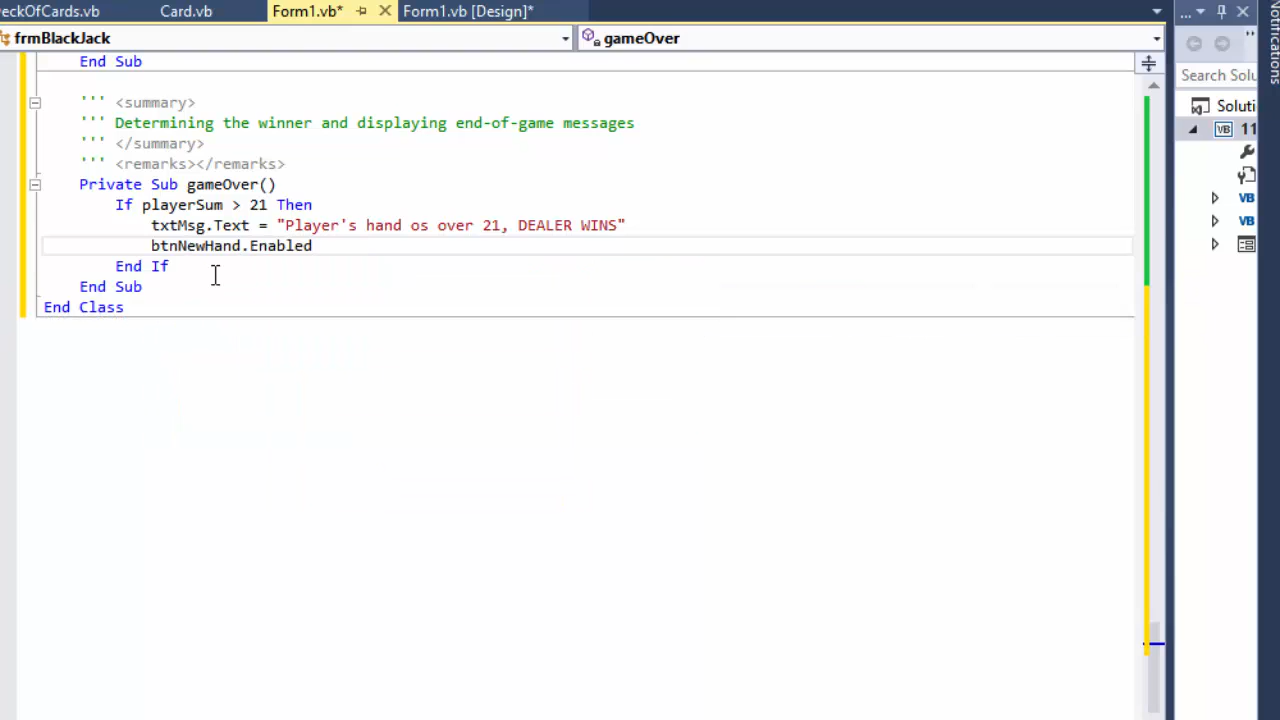 eckOfCards.vb Card.vb Form1.vb* Form1.vb [Design]* ...
frmBlackJack gameOver
End Sub
Search Solu
Soluti
''' <summary>
''' Determining the winner and displaying end-of-game messages
''' </summary>
''' <remarks></remarks>
VB 11
Private Sub gameOver()
If playerSum > 21 Then
VB
txtMsg.Text = "Player's hand os over 21, DEALER WINS"
VB
btnNewHand.Enabled
End If
End Sub
End Class
Notifications